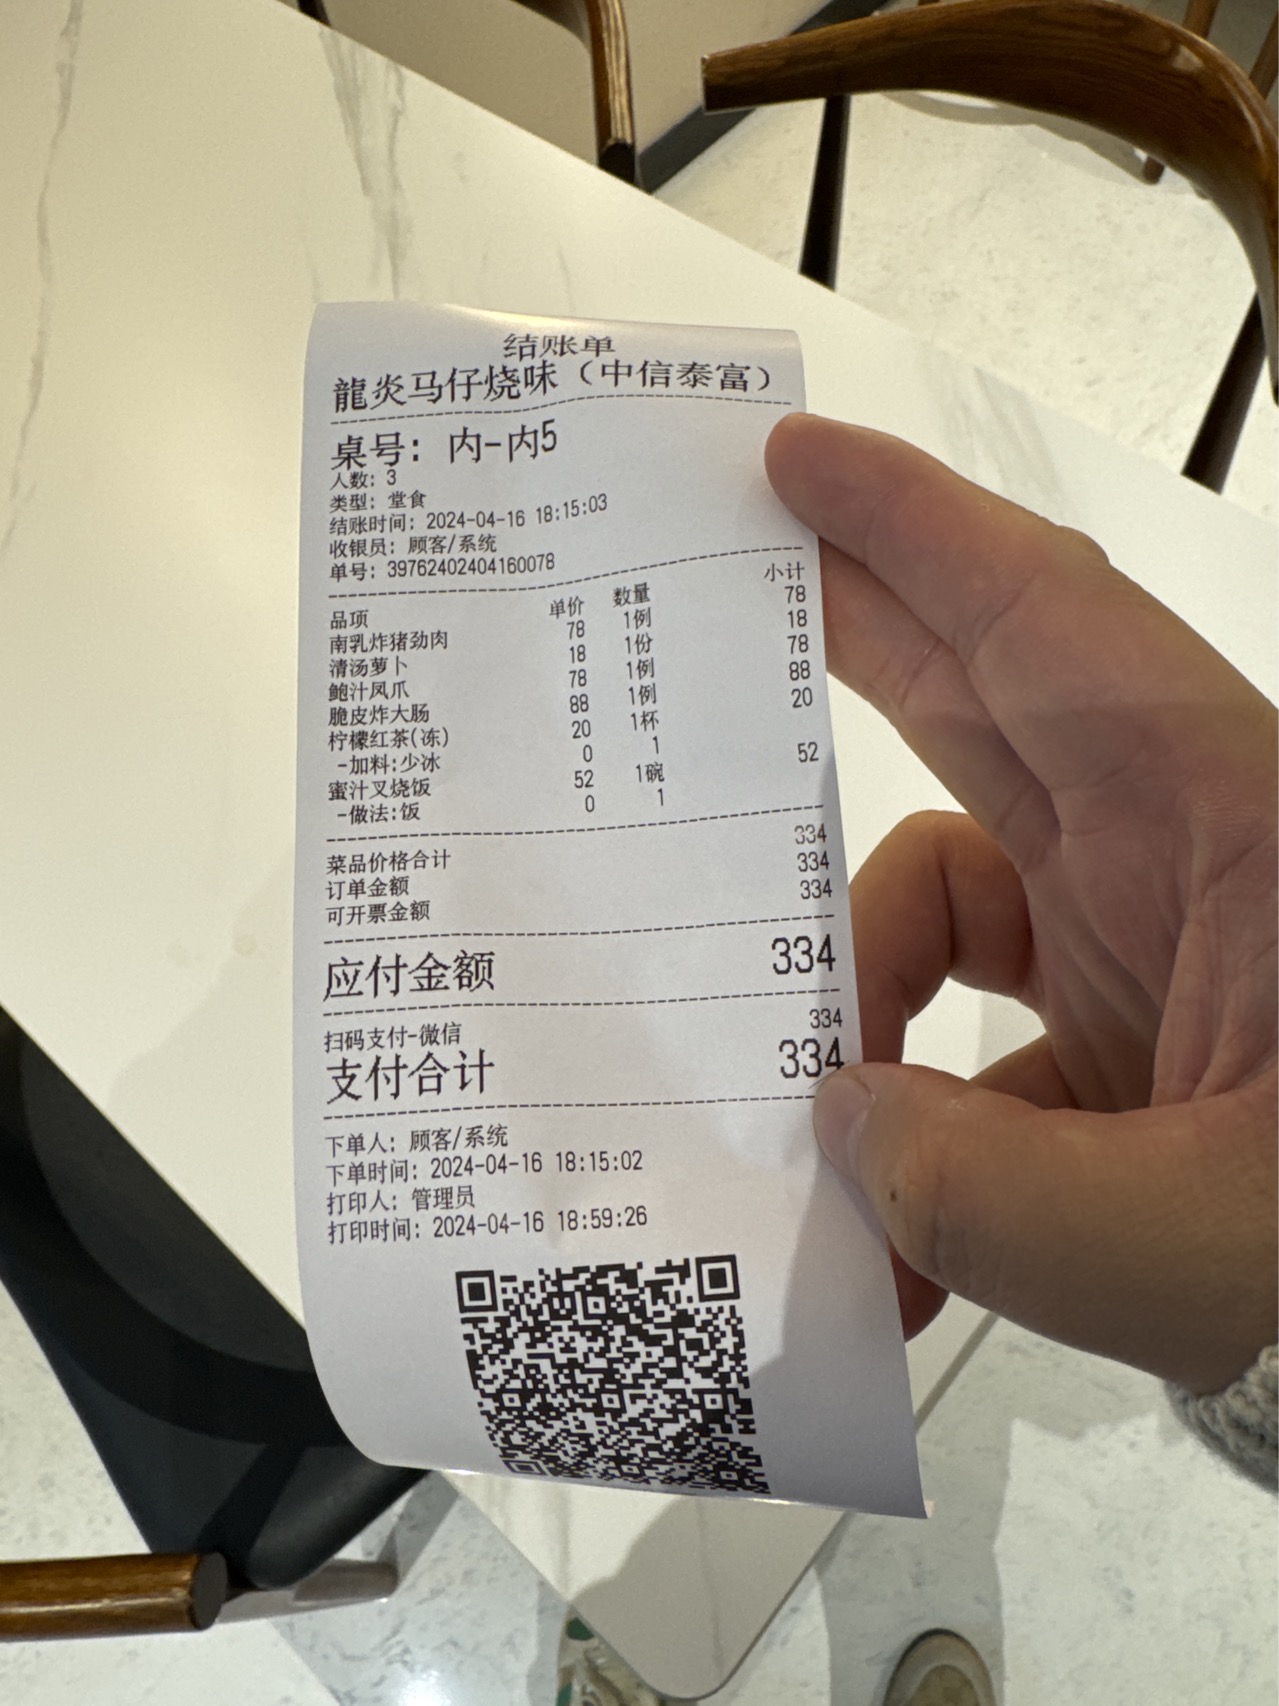 结账单
龍炎马仔烧味（中信泰富）
桌号: 内-内5
人数: 3
类型: 堂食
结账时间: 2024-04-16 18:15:03
收银员: 顾客/系统
单号: 39762402404160078
品项 单价 数量 小计
南乳炸猪劲肉 78 1例 78
清汤萝卜 18 1份 18
鲍汁凤爪 78 1例 78
脆皮炸大肠 88 1例 88
柠檬红茶(冻) 20 1杯 20
-加料:少冰 0 1
蜜汁叉烧饭 52 1碗 52
-做法:饭 0 1
菜品价格合计 334
订单金额 334
可开票金额 334
应付金额 334
扫码支付-微信 334
支付合计 334
下单人: 顾客/系统
下单时间: 2024-04-16 18:15:02
打印人: 管理员
打印时间: 2024-04-16 18:59:26